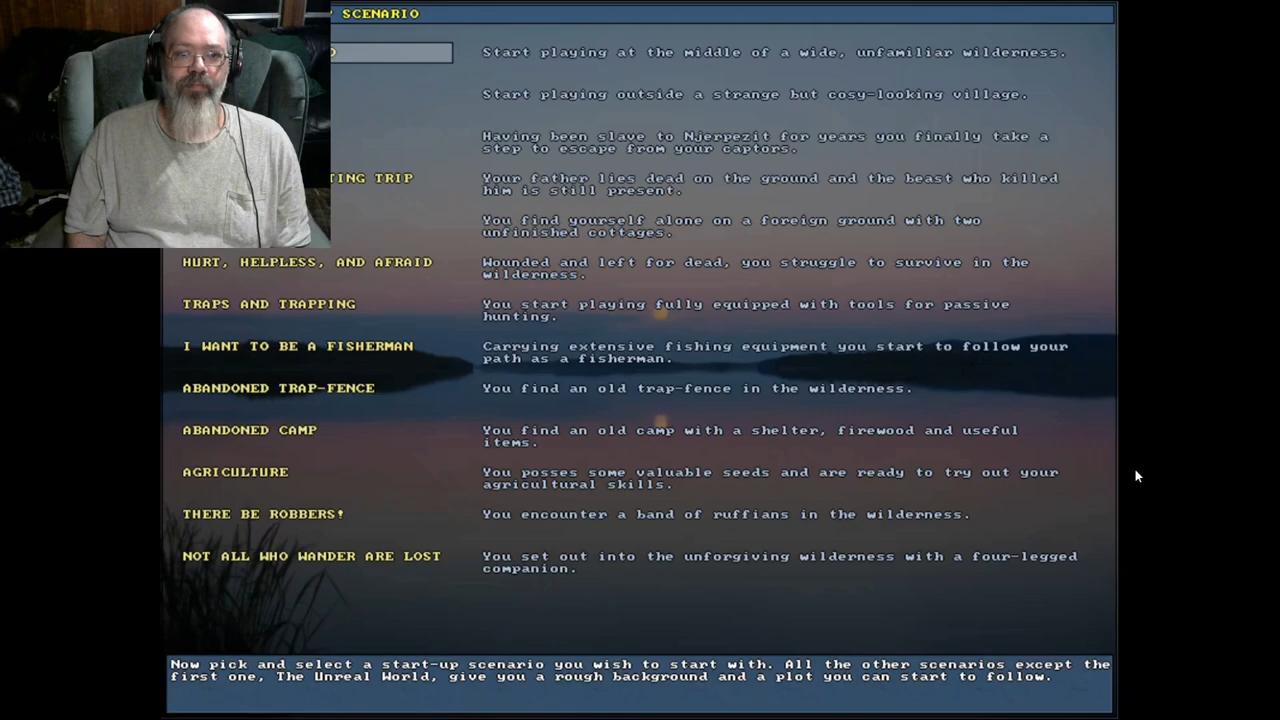 SCENARIO
Start playing at the middle of a wide, unfamiliar wilderness.
Start playing outside a strange but cosy-looking village.
Having been slave to Njerpezit for years you finally take a
step to escape from your captors.
TING TRIP
Your father lies dead on the ground and the beast who killed
him is still present.
You find yourself alone on a foreign ground with two
unfinished cottages.
HURT, HELPLESS, AND AFRAID
Wounded and left for dead, you struggle to survive in the
wilderness.
TRAPS AND TRAPPING
You start playing fully equipped with tools for passive
hunting.
I WANT TO BE A FISHERMAN
Carrying extensive fishing equipment you start to follow your
path as a fisherman.
ABANDONED TRAP-FENCE
You find an old trap-fence in the wilderness.
ABANDONED CAMP
You find an old camp with a shelter, firewood and useful
items.
AGRICULTURE
You posses some valuable seeds and are ready to try out your
agricultural skills.
THERE BE ROBBERS!
You encounter a band of ruffians in the wilderness.
NOT ALL WHO WANDER ARE LOST
You set out into the unforgiving wilderness with a four-legged
companion.
Now pick and select a start-up scenario you wish to start with. All the other scenarios except the
first one, The Unreal World, give you a rough background and a plot you can start to follow.